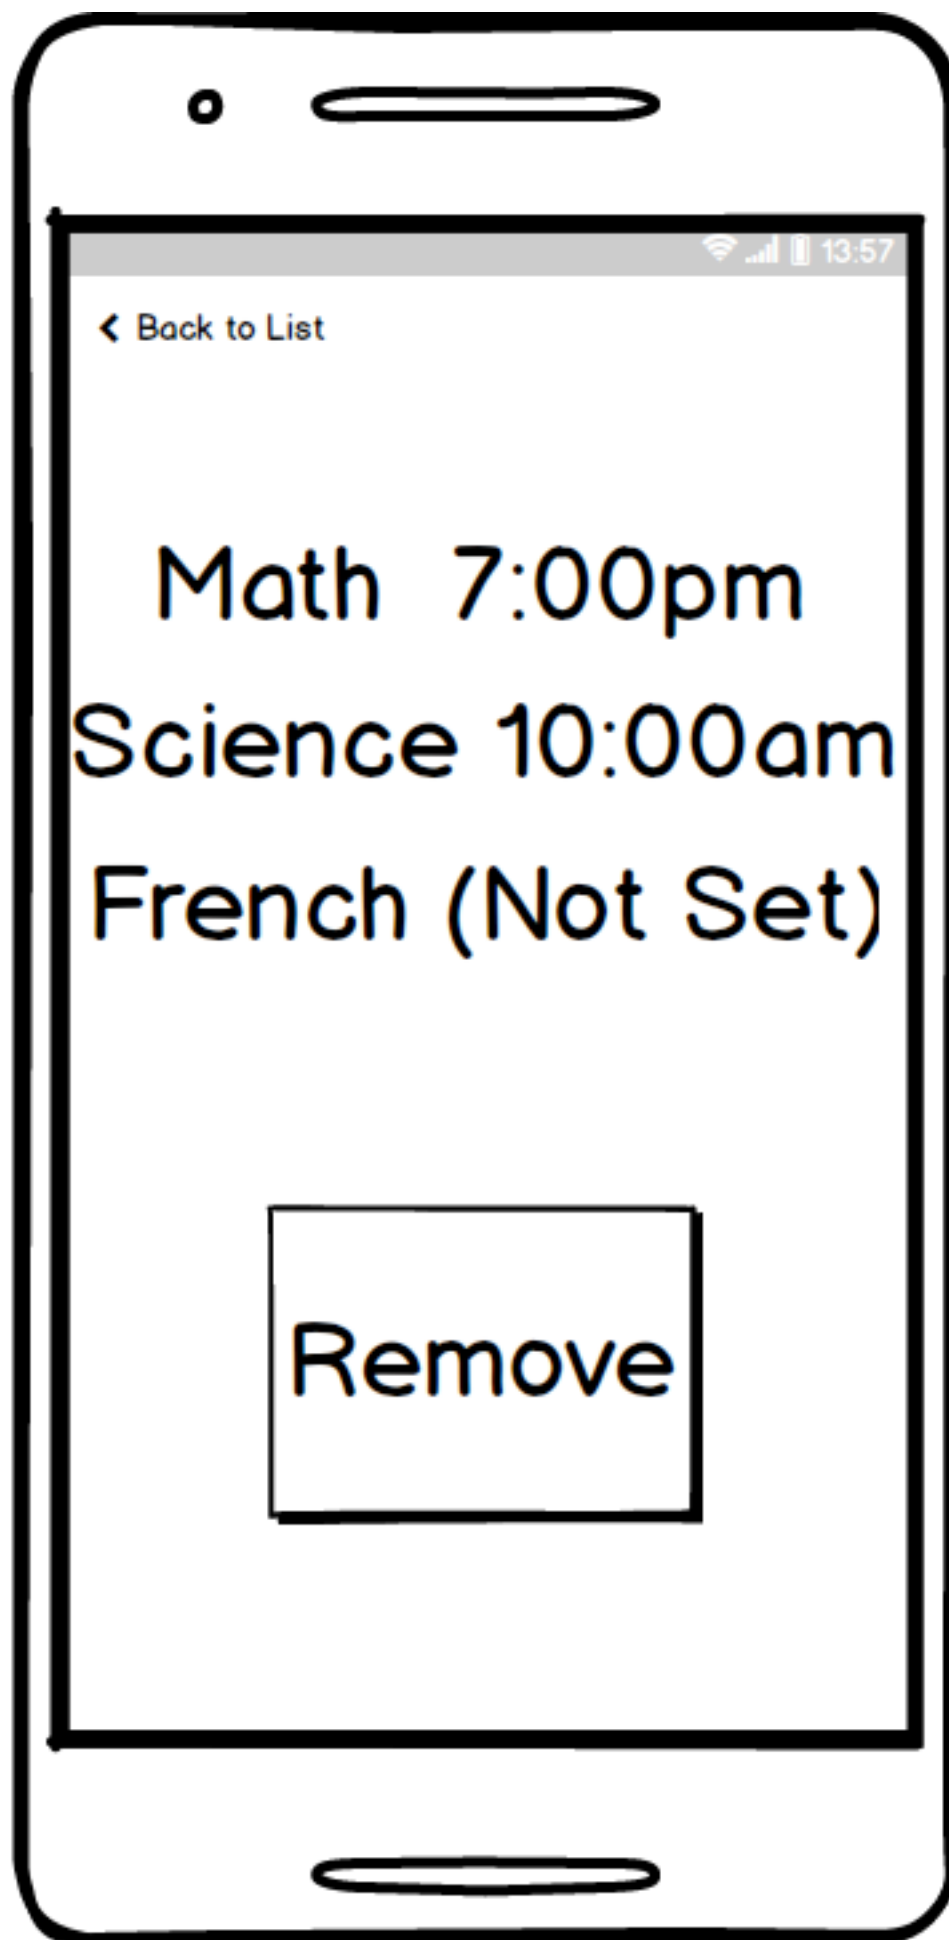 13:57
Back to List
Math 7:00pm
Science 10:00am
French (Not Set)
Remove